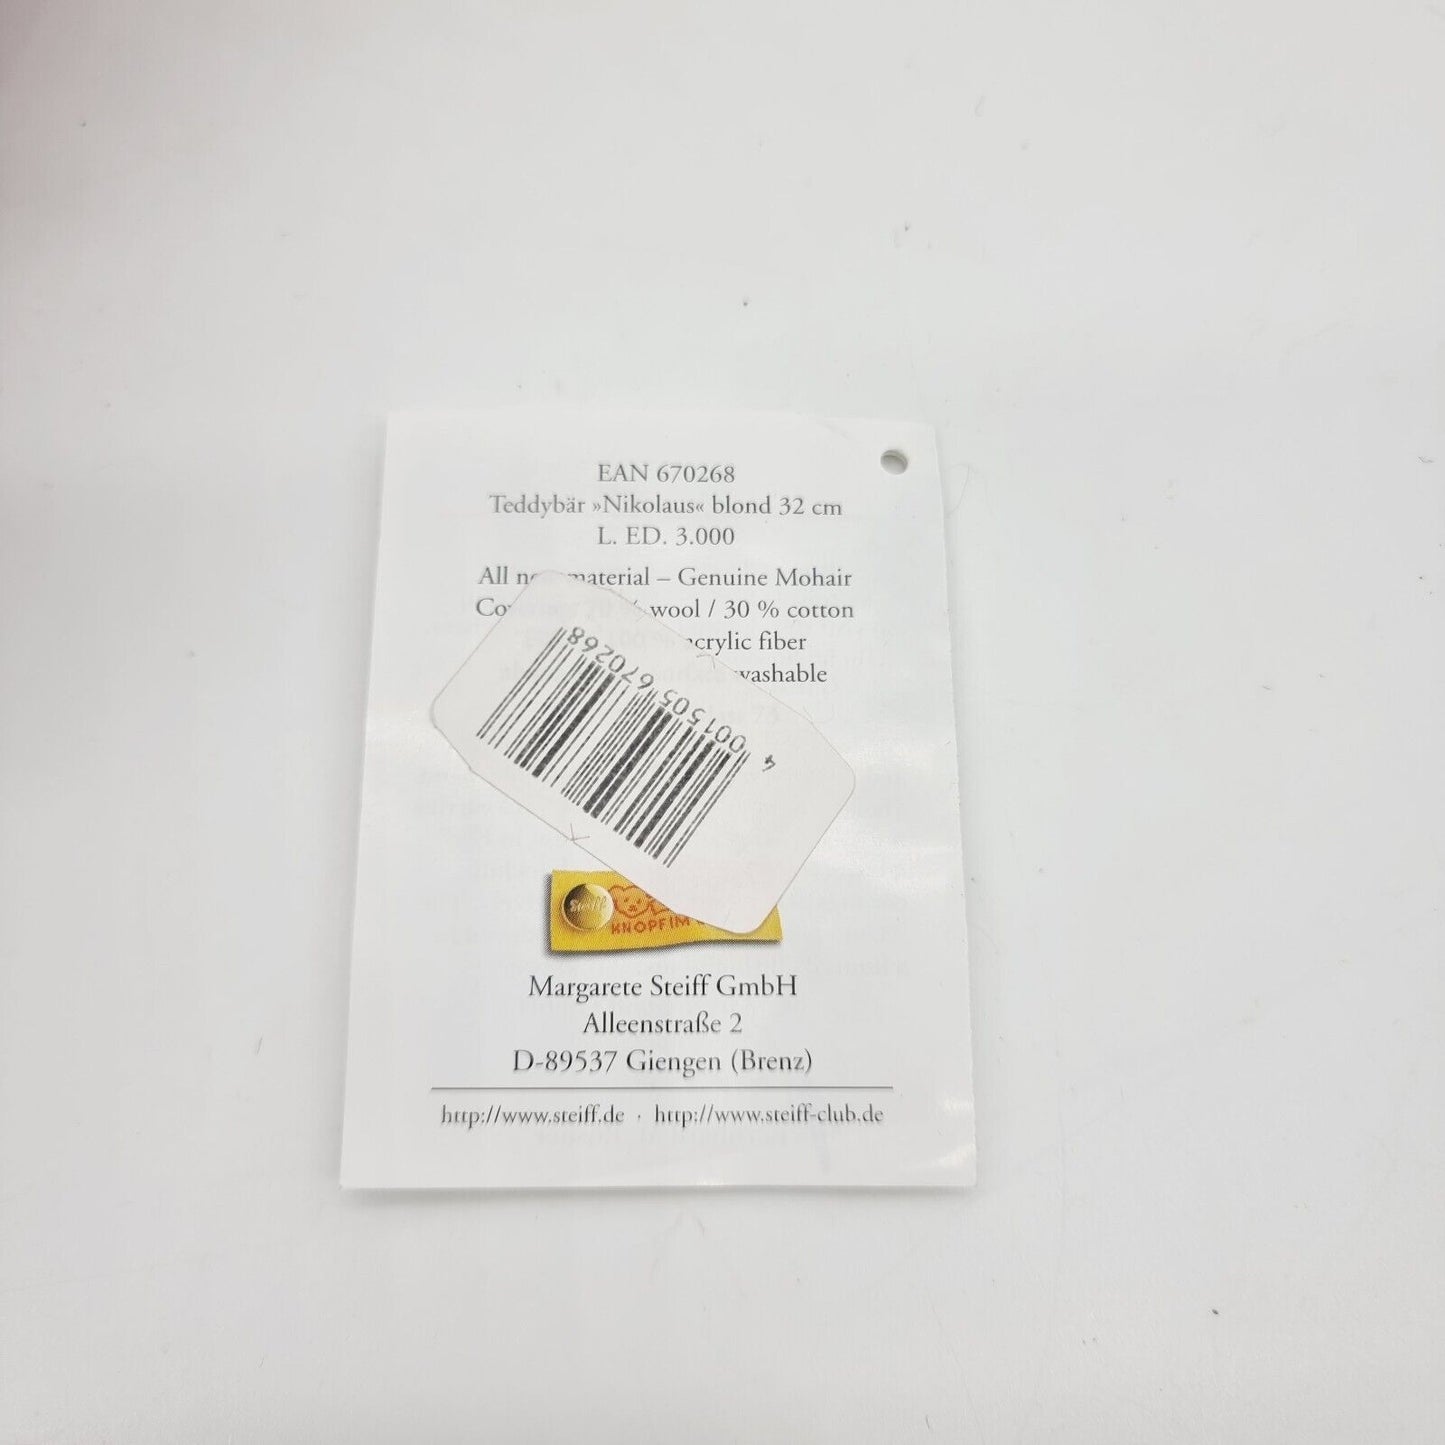 EAN 670268
Teddybär »Nikolaus« blond 32 cm
L. ED. 3.000
All material – Genuine Mohair
wool / 30 % cotton
acrylic fiber
washable
4 001505 670268
Steiff
KNOPF IM
Margarete Steiff GmbH
Alleenstraße 2
D-89537 Giengen (Brenz)
http://www.steiff.de · http://www.steiff-club.de